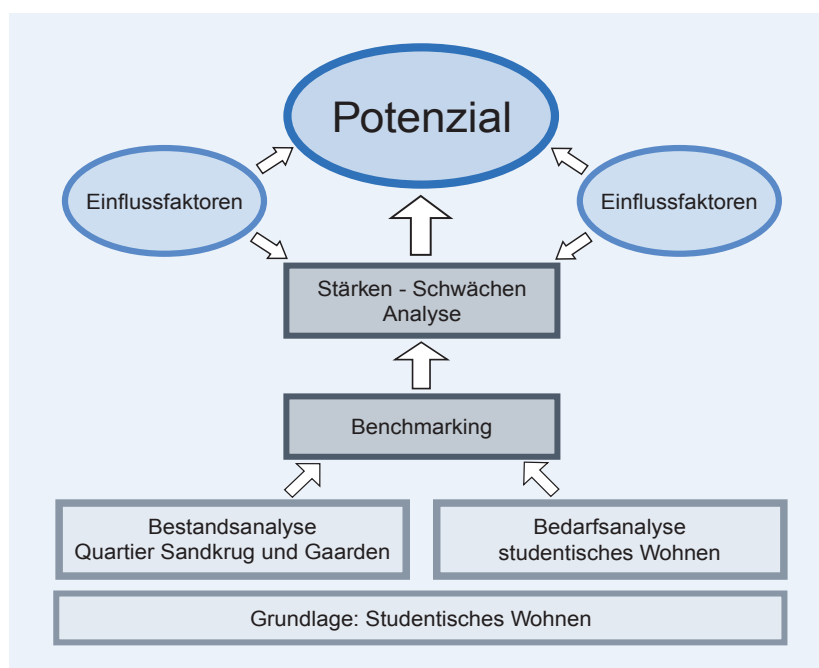 Potenzial
Einflussfaktoren
Einflussfaktoren
Stärken - Schwächen
Analyse
Benchmarking
Bestandsanalyse
Quartier Sandkrug und Gaarden
Bedarfsanalyse
studentisches Wohnen
Grundlage: Studentisches Wohnen